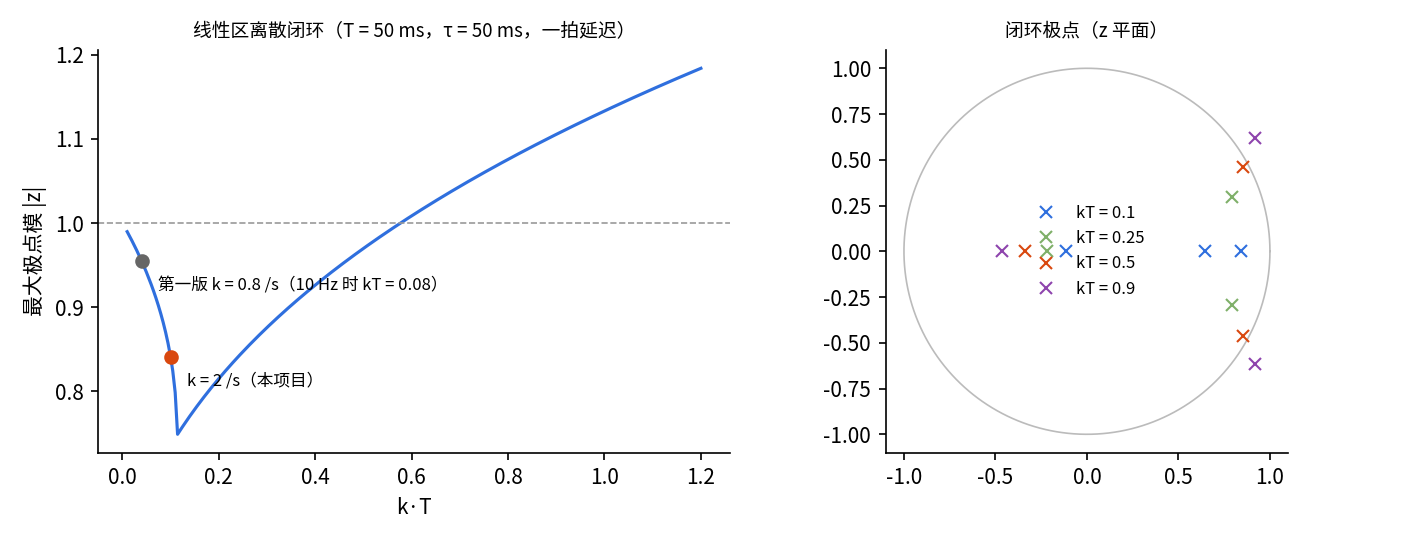 线性区离散闭环（T = 50 ms，τ = 50 ms，一拍延迟）
最大极点模 |z|
1.2
1.1
1.0
0.9
0.8
第一版 k = 0.8 /s（10 Hz 时 kT = 0.08）
k = 2 /s（本项目）
0.0 0.2 0.4 0.6 0.8 1.0 1.2
k · T
闭环极点（z 平面）
1.00
0.75
0.50
0.25
0.00
-0.25
-0.50
-0.75
-1.00
kT = 0.1
kT = 0.25
kT = 0.5
kT = 0.9
-1.0 -0.5 0.0 0.5 1.0